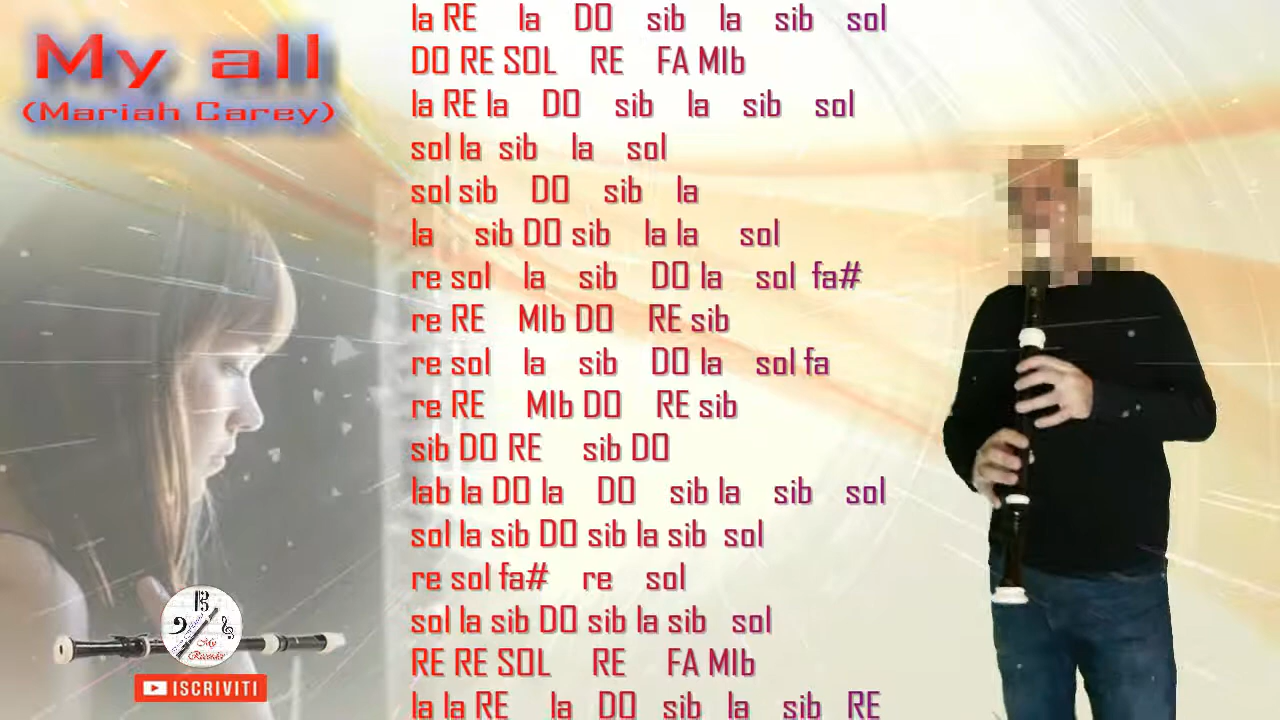 My all
(Mariah Carey)
la RE la DO sib la sib sol
DO RE SOL RE FA MIb
la RE la DO sib la sib sol
sol la sib la sol
sol sib DO sib la
la sib DO sib la la sol
re sol la sib DO la sol fa#
re RE MIb DO RE sib
re sol la sib DO la sol fa
re RE MIb DO RE sib
sib DO RE sib DO
lab la DO la DO sib la sib sol
sol la sib DO sib la sib sol
re sol fa# re sol
sol la sib DO sib la sib sol
RE RE SOL RE FA MIb
la la RE la DO sib la sib RE
My
Recorder
ISCRIVITI